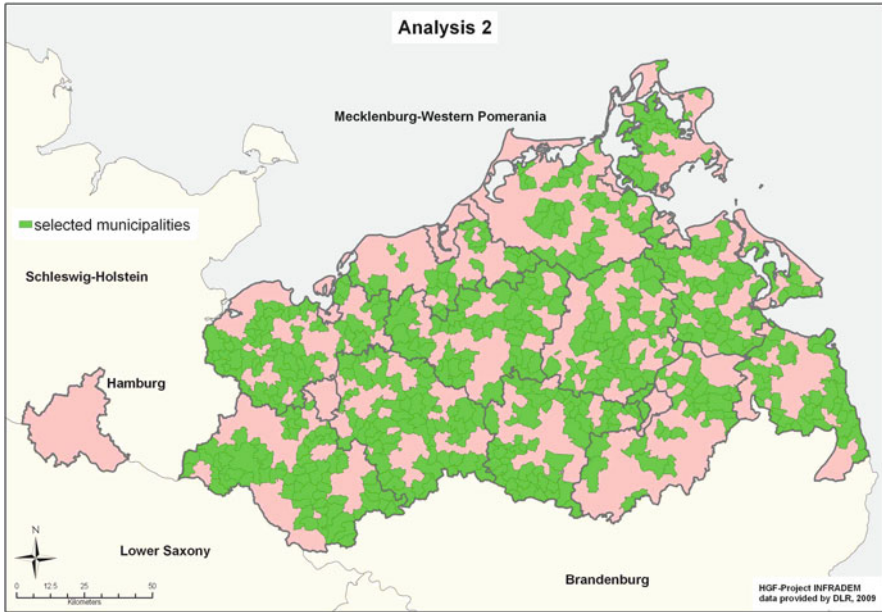 Analysis 2
Mecklenburg-Western Pomerania
selected municipalities
Schleswig-Holstein
Hamburg
N
Lower Saxony
Brandenburg
0 12.5 25 50
Kilometers
HGF-Project INFRADEM
data provided by DLR, 2009